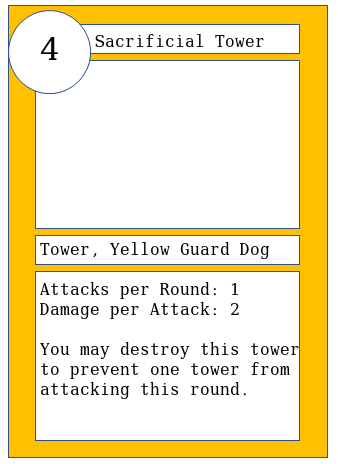 4
Sacrificial Tower
Tower, Yellow Guard Dog
Attacks per Round: 1
Damage per Attack: 2
You may destroy this tower
to prevent one tower from
attacking this round.